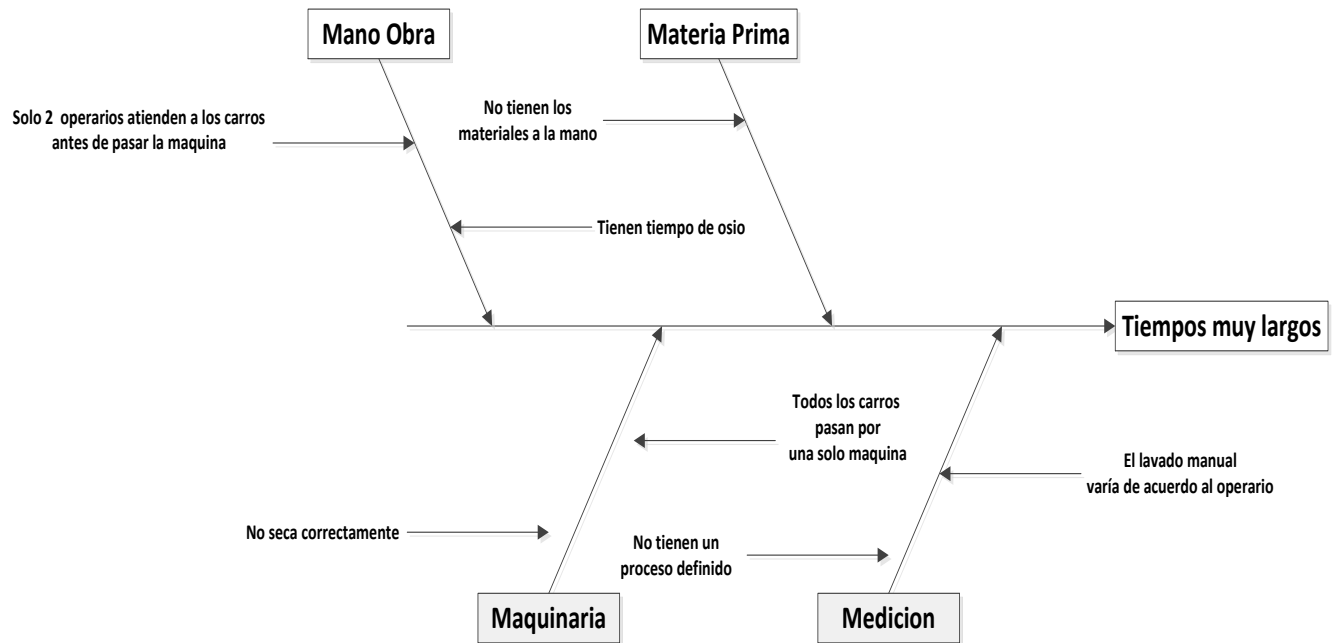 Mano Obra
Materia Prima
Solo 2  operarios atienden a los carros
antes de pasar la maquina
No tienen los
materiales a la mano
Tienen tiempo de osio
Tiempos muy largos
Todos los carros
pasan por
una solo maquina
El lavado manual
varía de acuerdo al operario
No seca correctamente
No tienen un
proceso definido
Maquinaria
Medicion